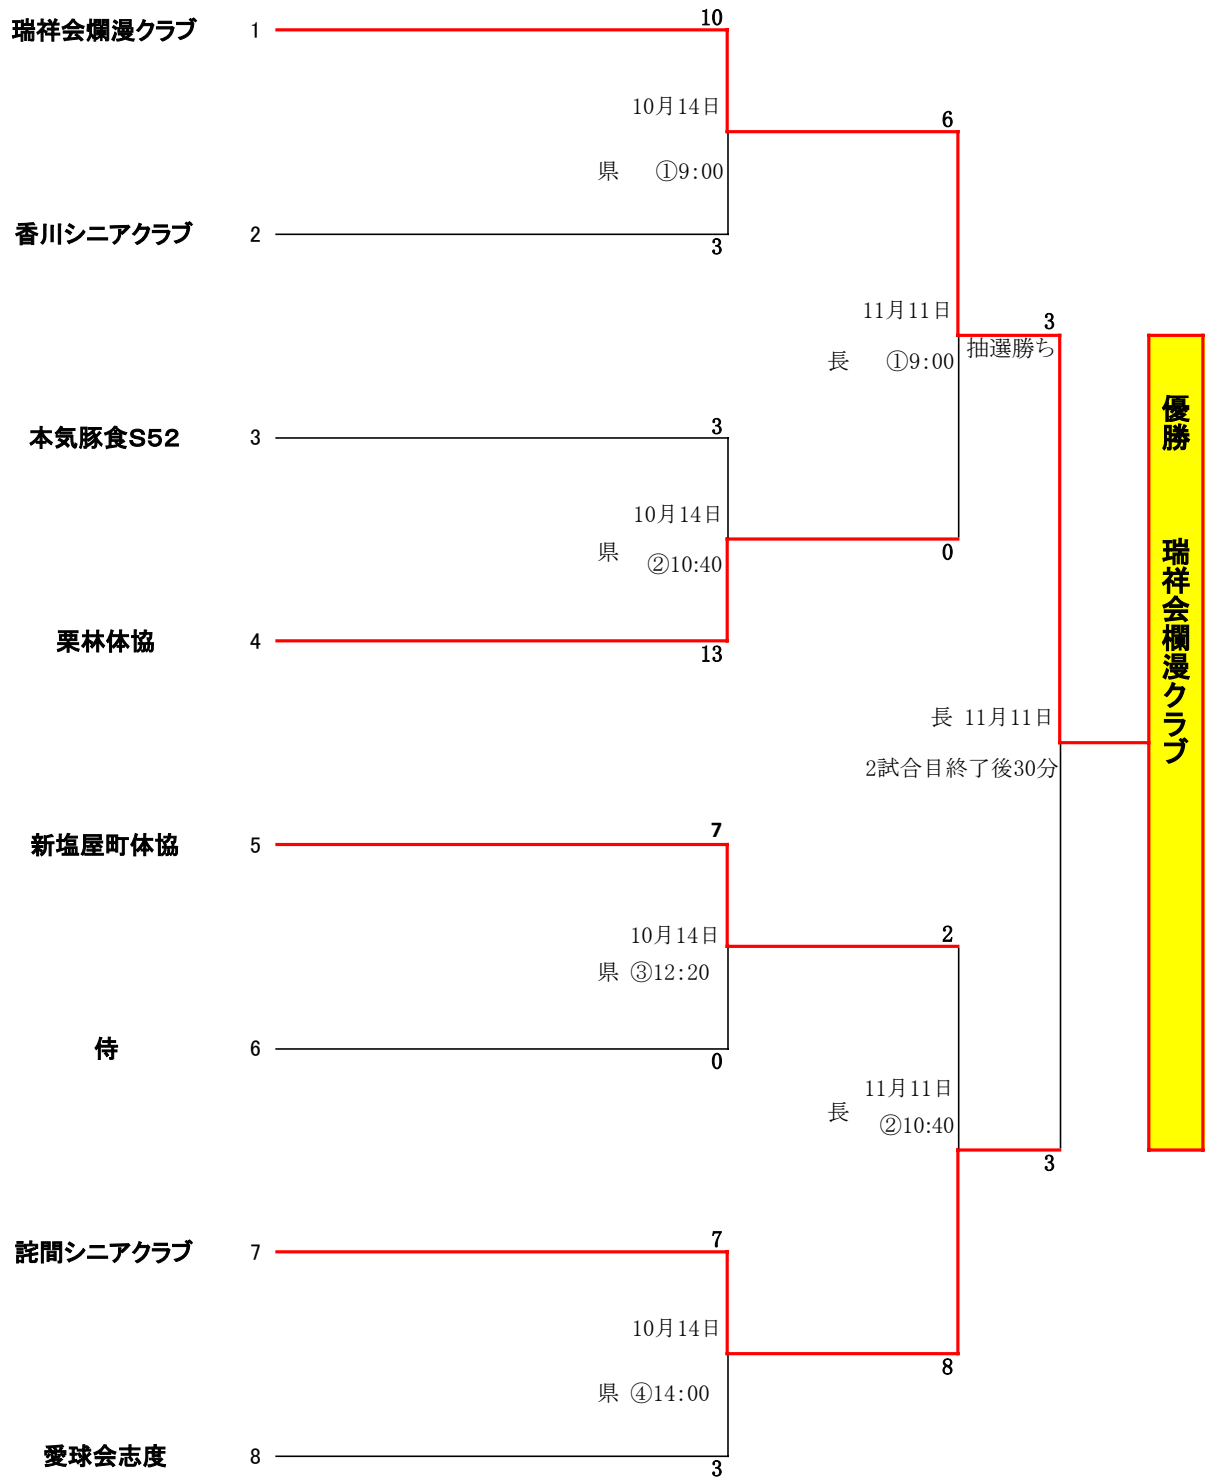 10
瑞祥会爛漫クラブ 1
10月14日
6
県 ①9:00
香川シニアクラブ 2
3
11月11日
3
抽選勝ち
長 ①9:00
優勝 瑞祥会欄漫クラブ
本気豚食S52 3
3
10月14日
県 ②10:40
0
栗林体協 4
13
長 11月11日
2試合目終了後30分
7
新塩屋町体協 5
10月14日
2
県 ③12:20
侍 6
0
11月11日
長 ②10:40
3
7
詫間シニアクラブ 7
10月14日
8
県 ④14:00
愛球会志度 8
3